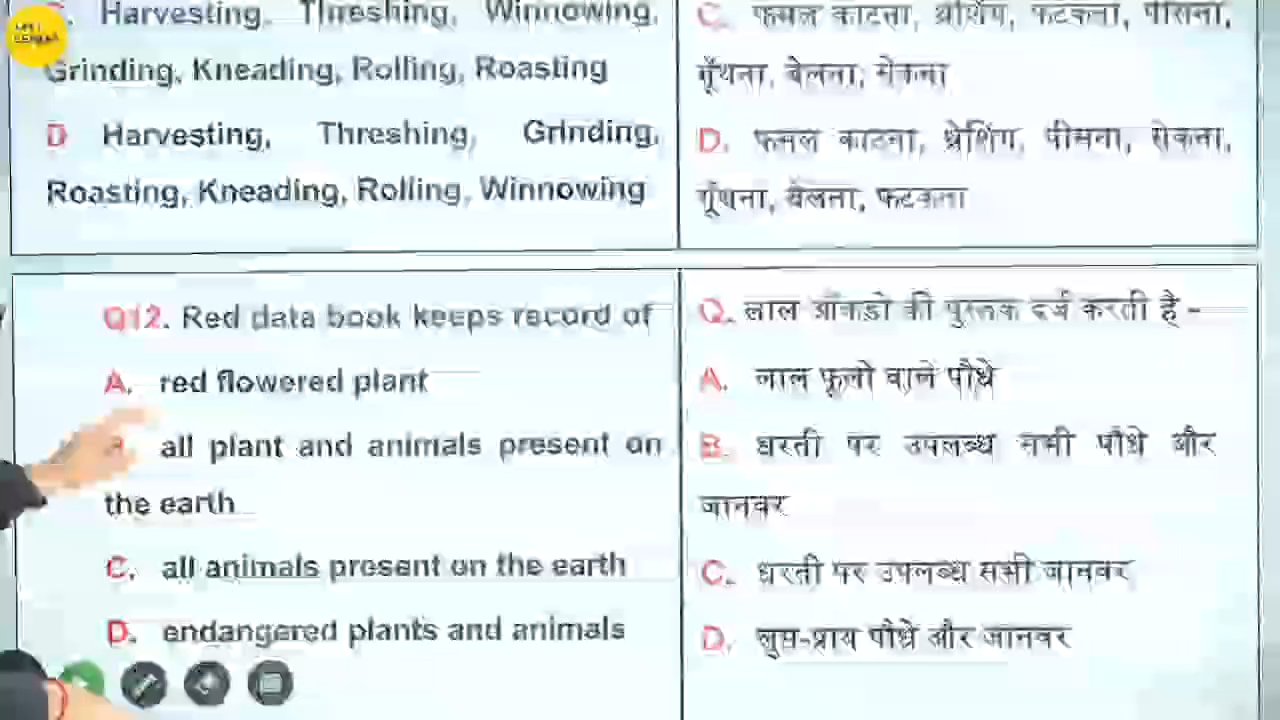 C. Harvesting, Threshing, Winnowing,
Grinding, Kneading, Rolling, Roasting
D Harvesting, Threshing, Grinding,
Roasting, Kneading, Rolling, Winnowing
C. फसल काटना, थ्रेशिंग, फटकना, पीसना,
गूँथना, बेलना, सेकना
D. फसल काटना, थ्रेशिंग, पीसना, सेकना,
गूँथना, बेलना, फटकना
Q12. Red data book keeps record of
A. red flowered plant
B. all plant and animals present on
the earth
C. all animals present on the earth
D. endangered plants and animals
Q. लाल आँकडो की पुस्तक दर्ज करती है -
A. लाल फूलो वाले पौधे
B. धरती पर उपलब्ध सभी पौधे और
जानवर
C. धरती पर उपलब्ध सभी जानवर
D. लुप्त-प्राय पौधे और जानवर